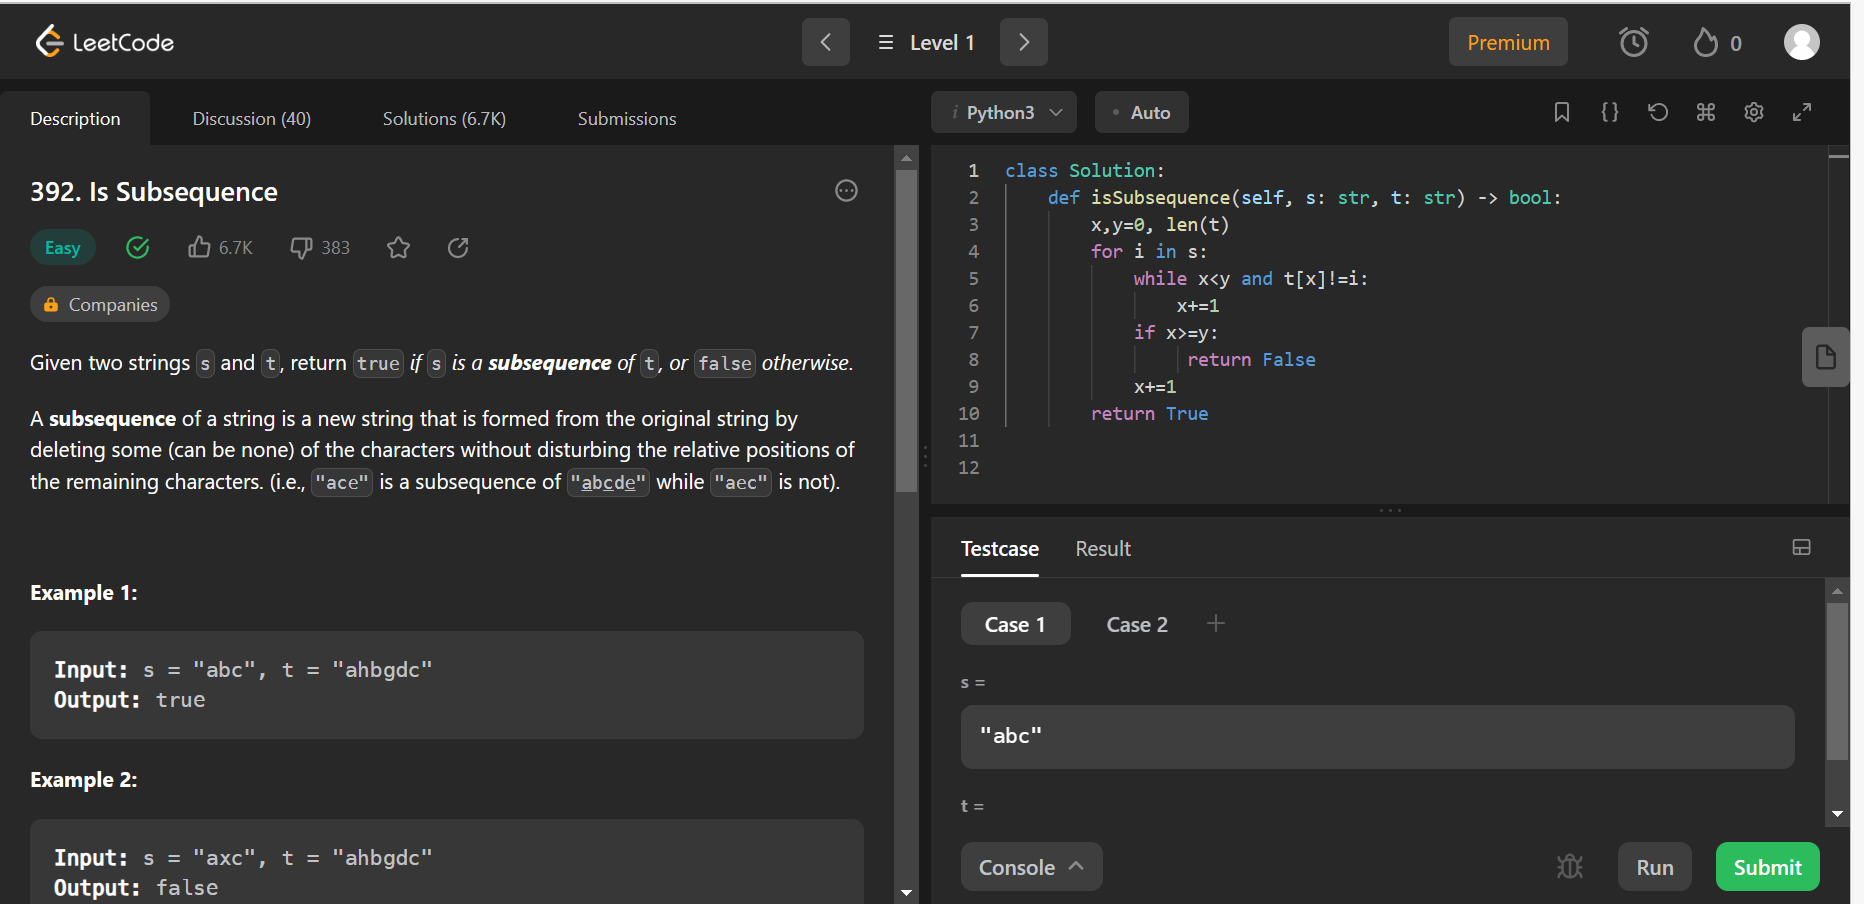 LeetCode
Level 1
Premium
0
Description
Discussion (40)
Solutions (6.7K)
Submissions
392. Is Subsequence
Easy
6.7K
383
Companies
Given two strings s and t, return true if s is a subsequence of t, or false otherwise.
A subsequence of a string is a new string that is formed from the original string by
deleting some (can be none) of the characters without disturbing the relative positions of
the remaining characters. (i.e., "ace" is a subsequence of "abcde" while "aec" is not).
Example 1:
Input: s = "abc", t = "ahbgdc"
Output: true
Example 2:
Input: s = "axc", t = "ahbgdc"
Output: false
i Python3
• Auto
{}
1 class Solution:
2     def isSubsequence(self, s: str, t: str) -> bool:
3         x,y=0, len(t)
4         for i in s:
5             while x<y and t[x]!=i:
6                 x+=1
7             if x>=y:
8                  return False
9             x+=1
10         return True
11
12
Testcase
Result
Case 1
Case 2
+
s =
"abc"
t =
Console
Run
Submit